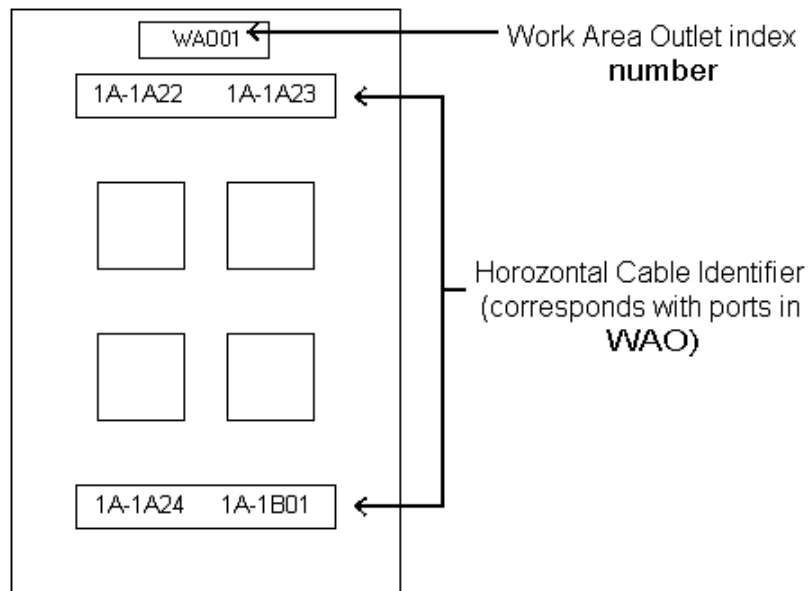 WAO01
Work Area Outlet index
number
1A-1A22 1A-1A23
Horozontal Cable Identifier
(corresponds with ports in
WAO)
1A-1A24 1A-1B01